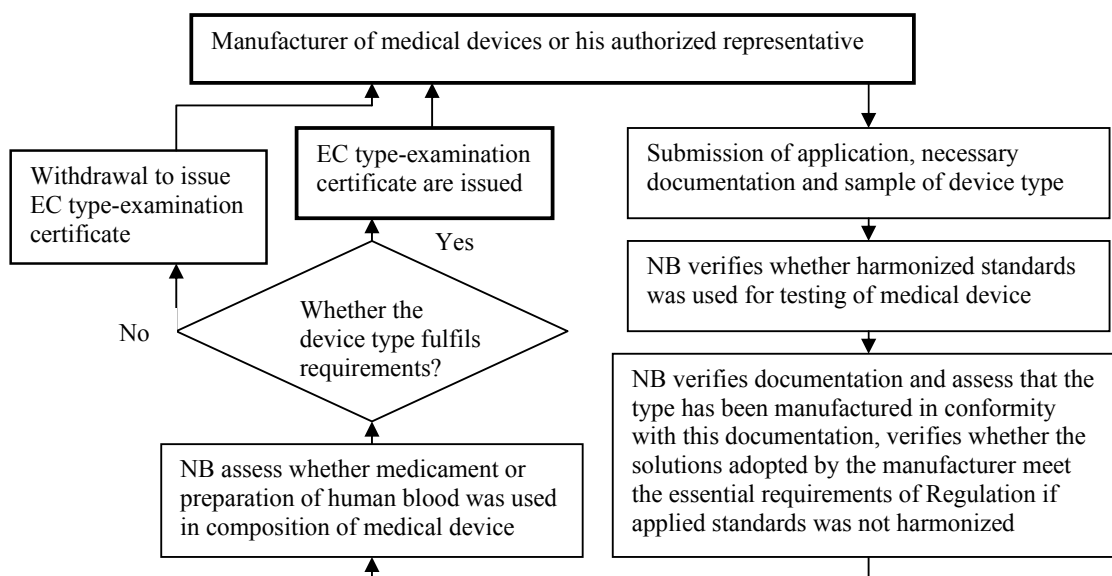 Manufacturer of medical devices or his authorized representative
Withdrawal to issue
EC type-examination
certificate
EC type-examination
certificate are issued
Yes
No
Whether the
device type fulfils
requirements?
NB assess whether medicament or
preparation of human blood was used
in composition of medical device
Submission of application, necessary
documentation and sample of device type
NB verifies whether harmonized standards
was used for testing of medical device
NB verifies documentation and assess that the
type has been manufactured in conformity
with this documentation, verifies whether the
solutions adopted by the manufacturer meet
the essential requirements of Regulation if
applied standards was not harmonized